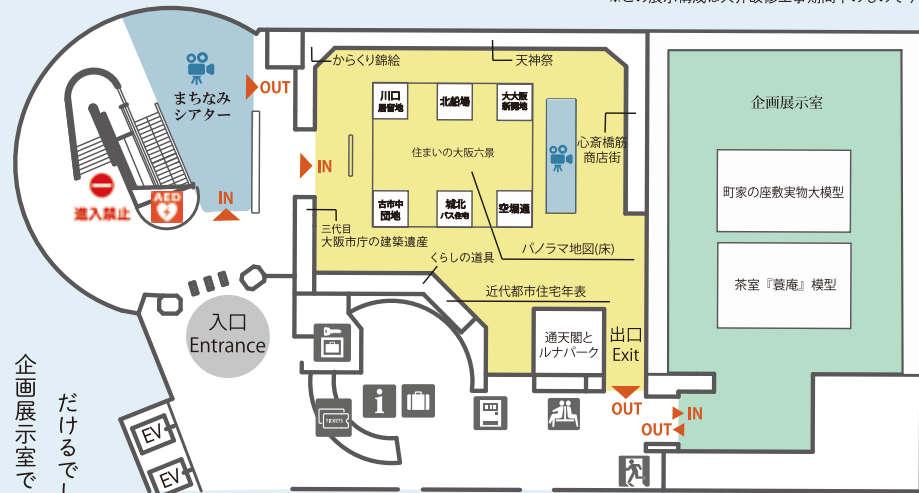 ※この展示構成は天井改修工事期間中のものです
からくり錦絵
天神祭
OUT
まちなみ
シアター
川口
居留地
北船場
大大阪
新開地
企画展示室
心斎橋筋
商店街
住まいの大阪六景
IN
町家の座敷実物大模型
進入禁止
AED
IN
古市中
団地
城北
バス住宅
空堀通
三代目
大阪市庁の建築遺産
パノラマ地図(床)
くらしの道具
茶室『蓑庵』模型
近代都市住宅年表
入口
Entrance
通天閣と
ルナパーク
出口
Exit
OUT
IN
OUT
TICKETS
EV
EV
だけるでし
企画展示室で